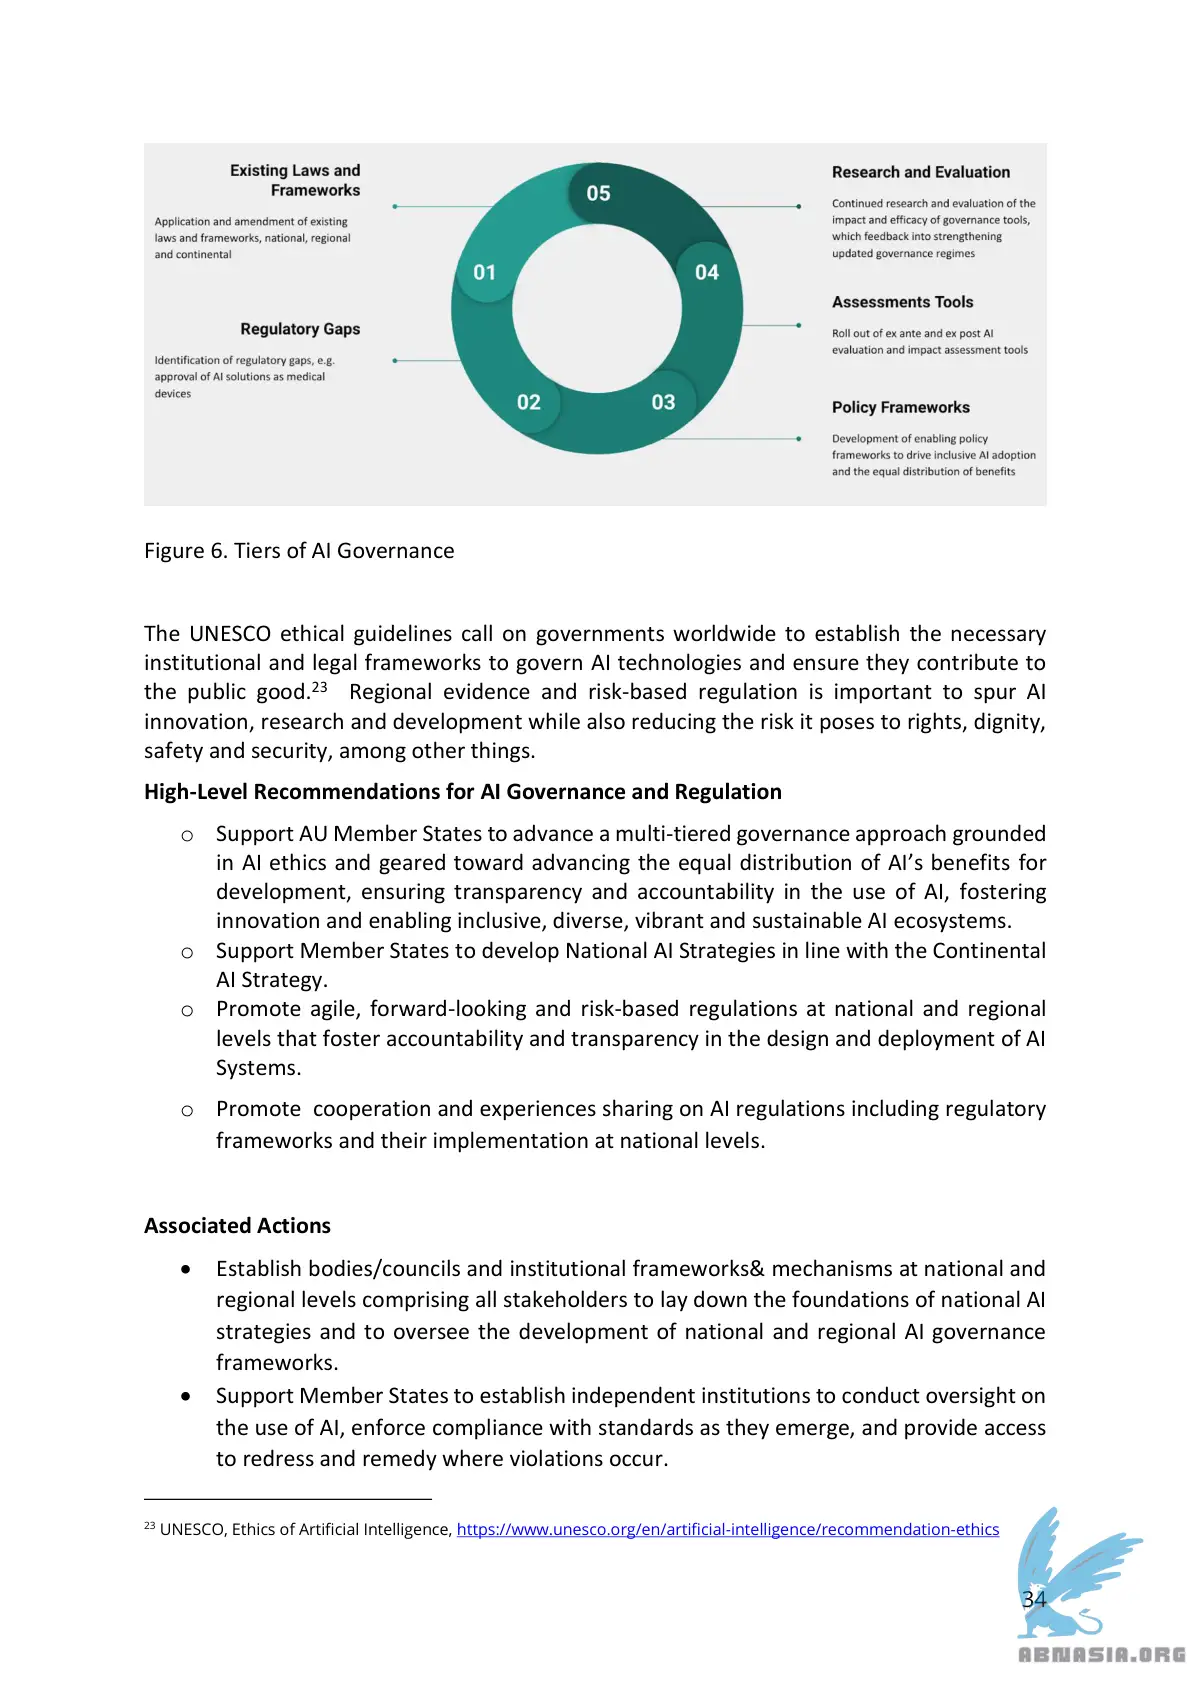 Existing Laws and
Frameworks
Application and amendment of existing
laws and frameworks, national, regional
and continental
Regulatory Gaps
Identification of regulatory gaps, e.g.
approval of AI solutions as medical
devices
05
01
04
02
03
Research and Evaluation
Continued research and evaluation of the
impact and efficacy of governance tools,
which feedback into strengthening
updated governance regimes
Assessments Tools
Roll out of ex ante and ex post AI
evaluation and impact assessment tools
Policy Frameworks
Development of enabling policy
frameworks to drive inclusive AI adoption
and the equal distribution of benefits
Figure 6. Tiers of AI Governance
The UNESCO ethical guidelines call on governments worldwide to establish the necessary
institutional and legal frameworks to govern AI technologies and ensure they contribute to
the public good.23 Regional evidence and risk-based regulation is important to spur AI
innovation, research and development while also reducing the risk it poses to rights, dignity,
safety and security, among other things.
High-Level Recommendations for AI Governance and Regulation
o Support AU Member States to advance a multi-tiered governance approach grounded
in AI ethics and geared toward advancing the equal distribution of AI’s benefits for
development, ensuring transparency and accountability in the use of AI, fostering
innovation and enabling inclusive, diverse, vibrant and sustainable AI ecosystems.
o Support Member States to develop National AI Strategies in line with the Continental
AI Strategy.
o Promote agile, forward-looking and risk-based regulations at national and regional
levels that foster accountability and transparency in the design and deployment of AI
Systems.
o Promote cooperation and experiences sharing on AI regulations including regulatory
frameworks and their implementation at national levels.
Associated Actions
• Establish bodies/councils and institutional frameworks& mechanisms at national and
regional levels comprising all stakeholders to lay down the foundations of national AI
strategies and to oversee the development of national and regional AI governance
frameworks.
• Support Member States to establish independent institutions to conduct oversight on
the use of AI, enforce compliance with standards as they emerge, and provide access
to redress and remedy where violations occur.
23 UNESCO, Ethics of Artificial Intelligence, https://www.unesco.org/en/artificial-intelligence/recommendation-ethics
34
ABNASIA.ORG